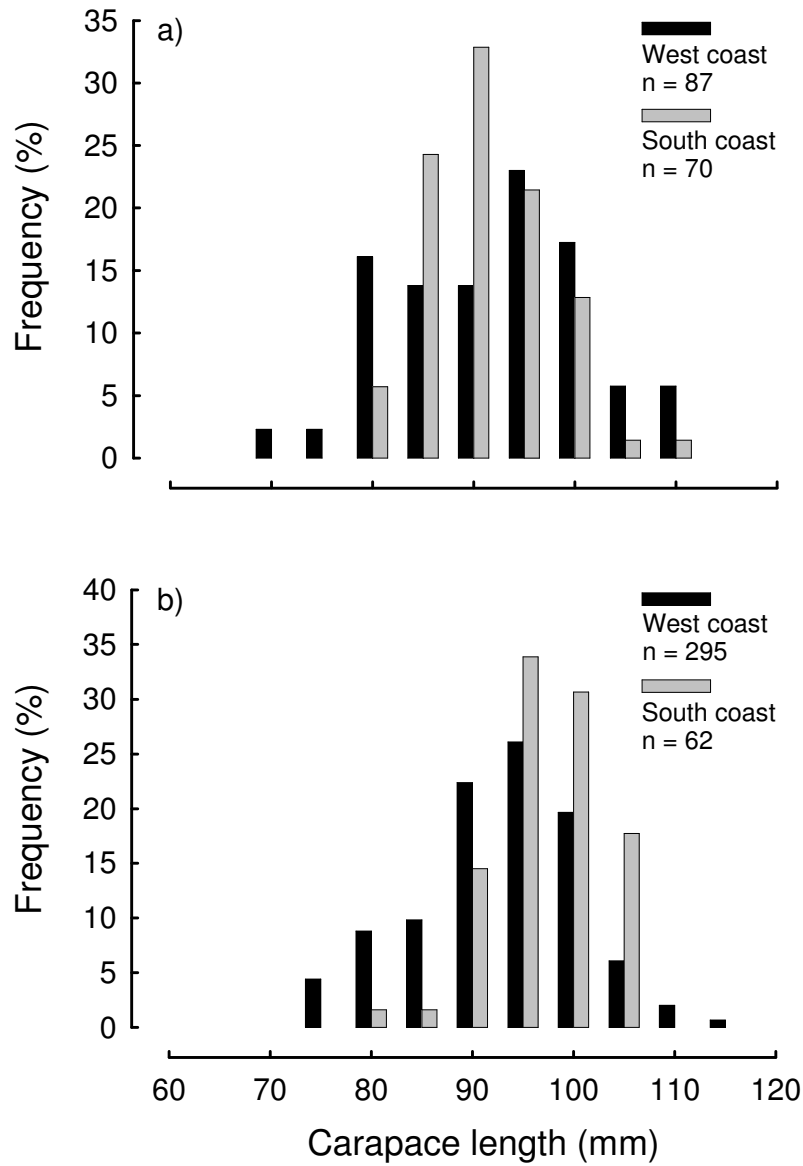 a)
35
30
25
20
15
10
5
0
Frequency (%)
West coast
n = 87
South coast
n = 70
b)
40
35
30
25
20
15
10
5
0
Frequency (%)
West coast
n = 295
South coast
n = 62
60 70 80 90 100 110 120
Carapace length (mm)